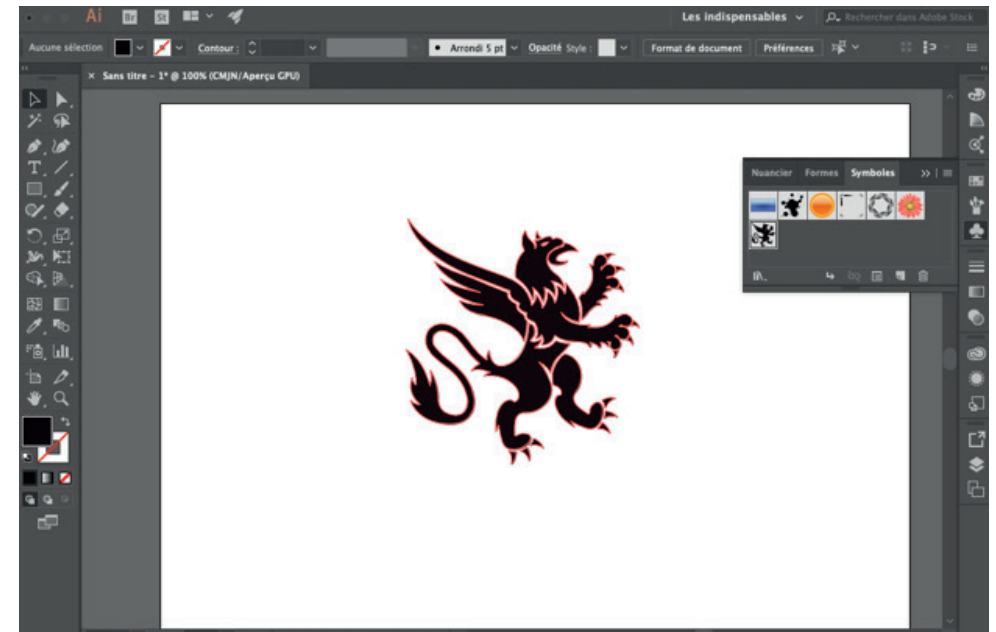 Ai Br St Les indispensables Rechercher dans Adobe Stock
Aucune sélection Contour : Arrondi 5 pt Opacité Style : Format de document Préférences
× Sans titre - 1* @ 100% (CMJN/Aperçu GPU)
Nuancier Formes Symboles